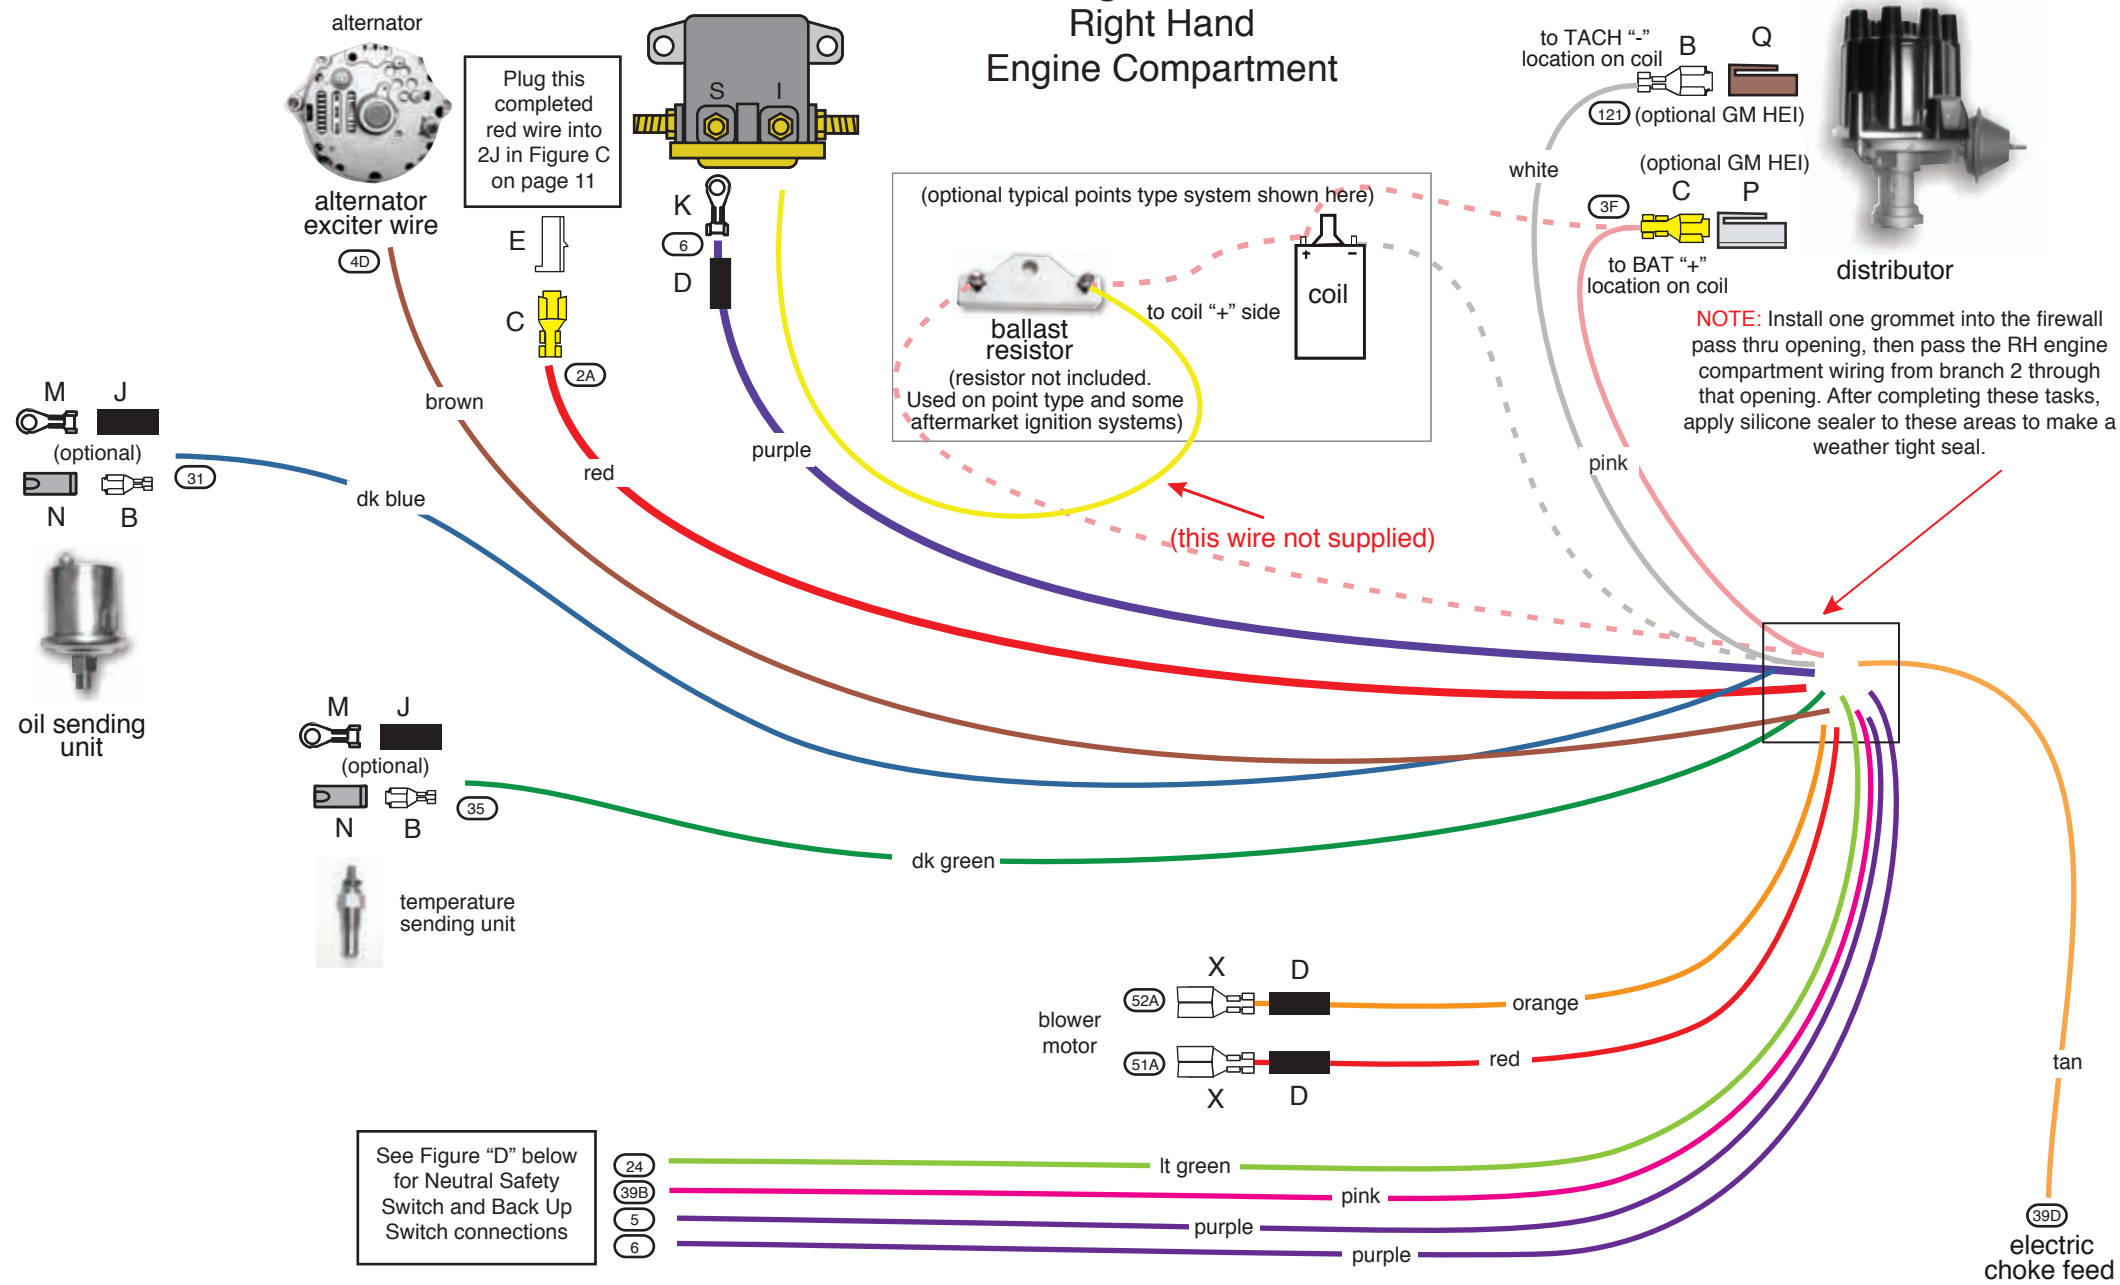 Right Hand
Engine Compartment
alternator
Plug this
completed
red wire into
2J in Figure C
on page 11
S I
to TACH “-”
location on coil
B Q
121 (optional GM HEI)
(optional GM HEI)
C P
3F
to BAT “+”
location on coil
distributor
white
alternator
exciter wire
4D
E
C
2A
K
6
D
(optional typical points type system shown here)
+ –
coil
to coil “+” side
ballast
resistor
(resistor not included.
Used on point type and some
aftermarket ignition systems)
NOTE: Install one grommet into the firewall
pass thru opening, then pass the RH engine
compartment wiring from branch 2 through
that opening. After completing these tasks,
apply silicone sealer to these areas to make a
weather tight seal.
M J
(optional)
31
N B
oil sending
unit
brown
red
purple
dk blue
pink
(this wire not supplied)
M J
(optional)
35
N B
dk green
temperature
sending unit
X D
52A
orange
blower
motor
51A
red
X D
tan
See Figure “D” below
for Neutral Safety
Switch and Back Up
Switch connections
24
lt green
39B
pink
5
purple
6
purple
39D
electric
choke feed